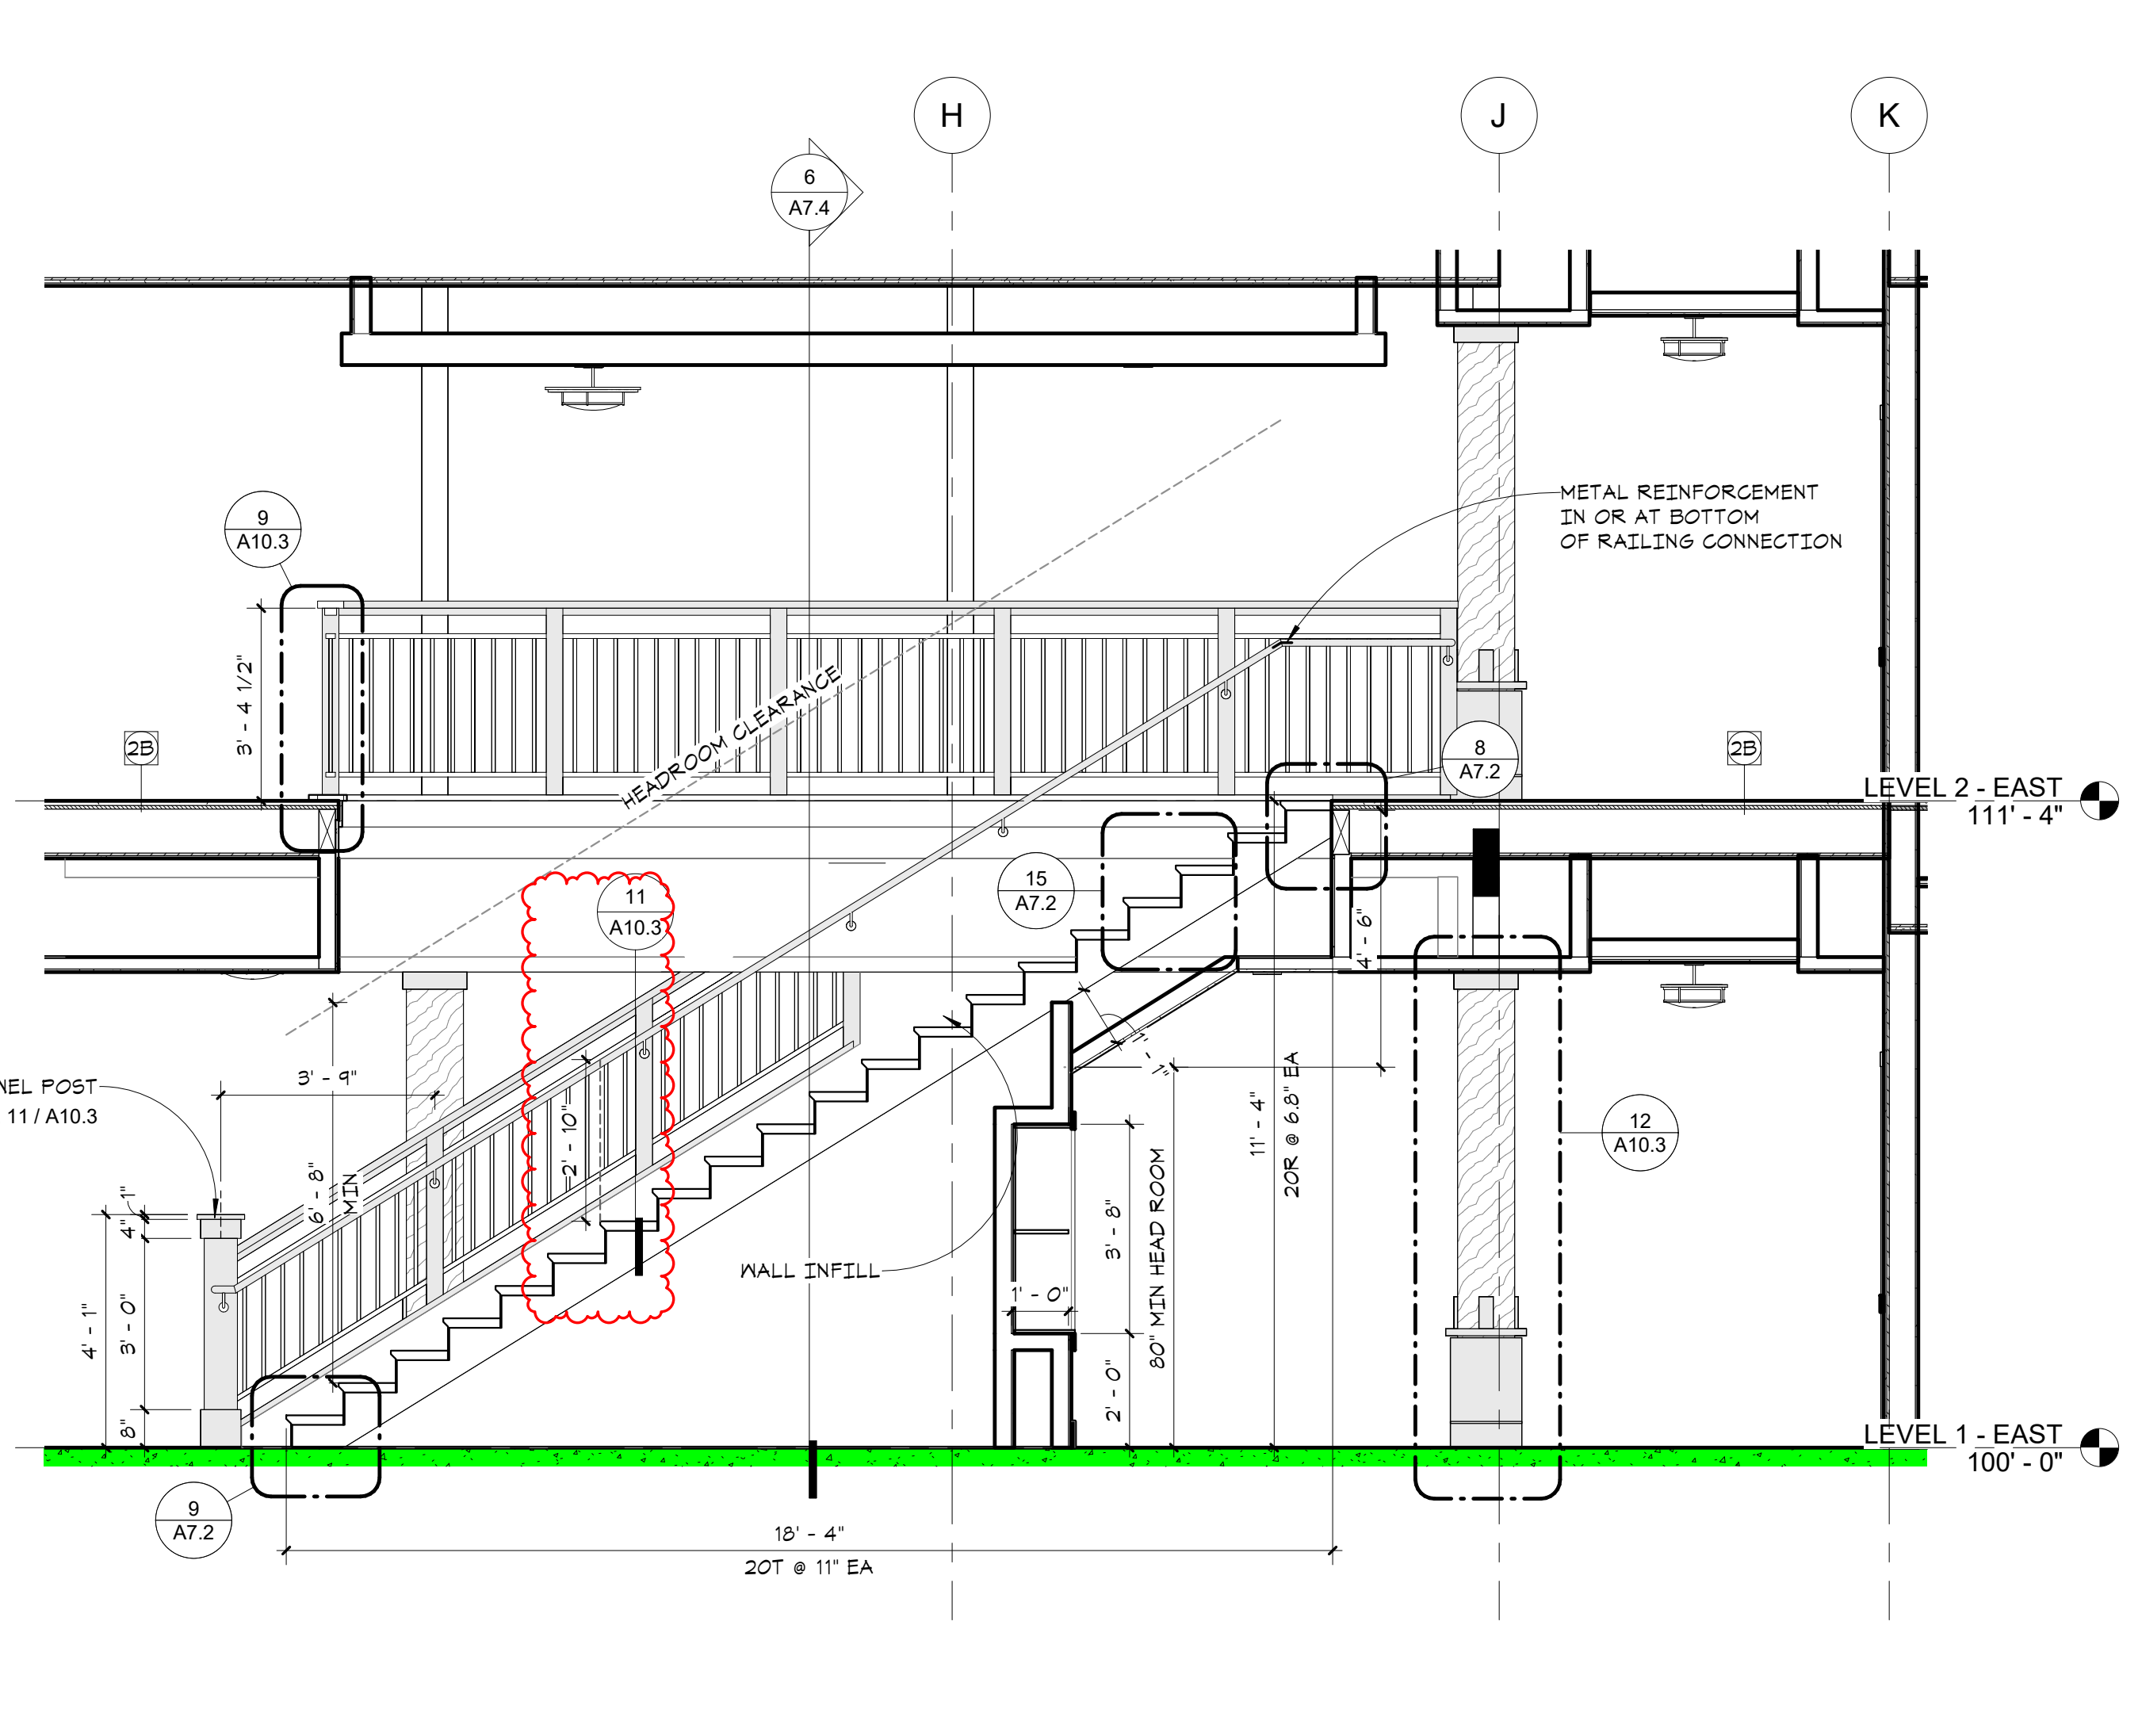 H
J
K
6
A7.4
METAL REINFORCEMENT
IN OR AT BOTTOM
OF RAILING CONNECTION
9
A10.3
3' - 4 1/2"
HEADROOM CLEARANCE
2B
8
A7.2
2B
LEVEL 2 - EAST
111' - 4"
11
A10.3
15
A7.2
4' - 6"
1' - 1"
NEL POST
11 / A10.3
3' - 9"
2' - 10"
6' - 8"
MIN
11' - 4"
20R @ 6.8" EA
12
A10.3
1"
4"
3' - 0"
4' - 1"
8"
WALL INFILL
1' - 0"
3' - 8"
2' - 0"
80" MIN HEAD ROOM
LEVEL 1 - EAST
100' - 0"
9
A7.2
18' - 4"
20T @ 11" EA